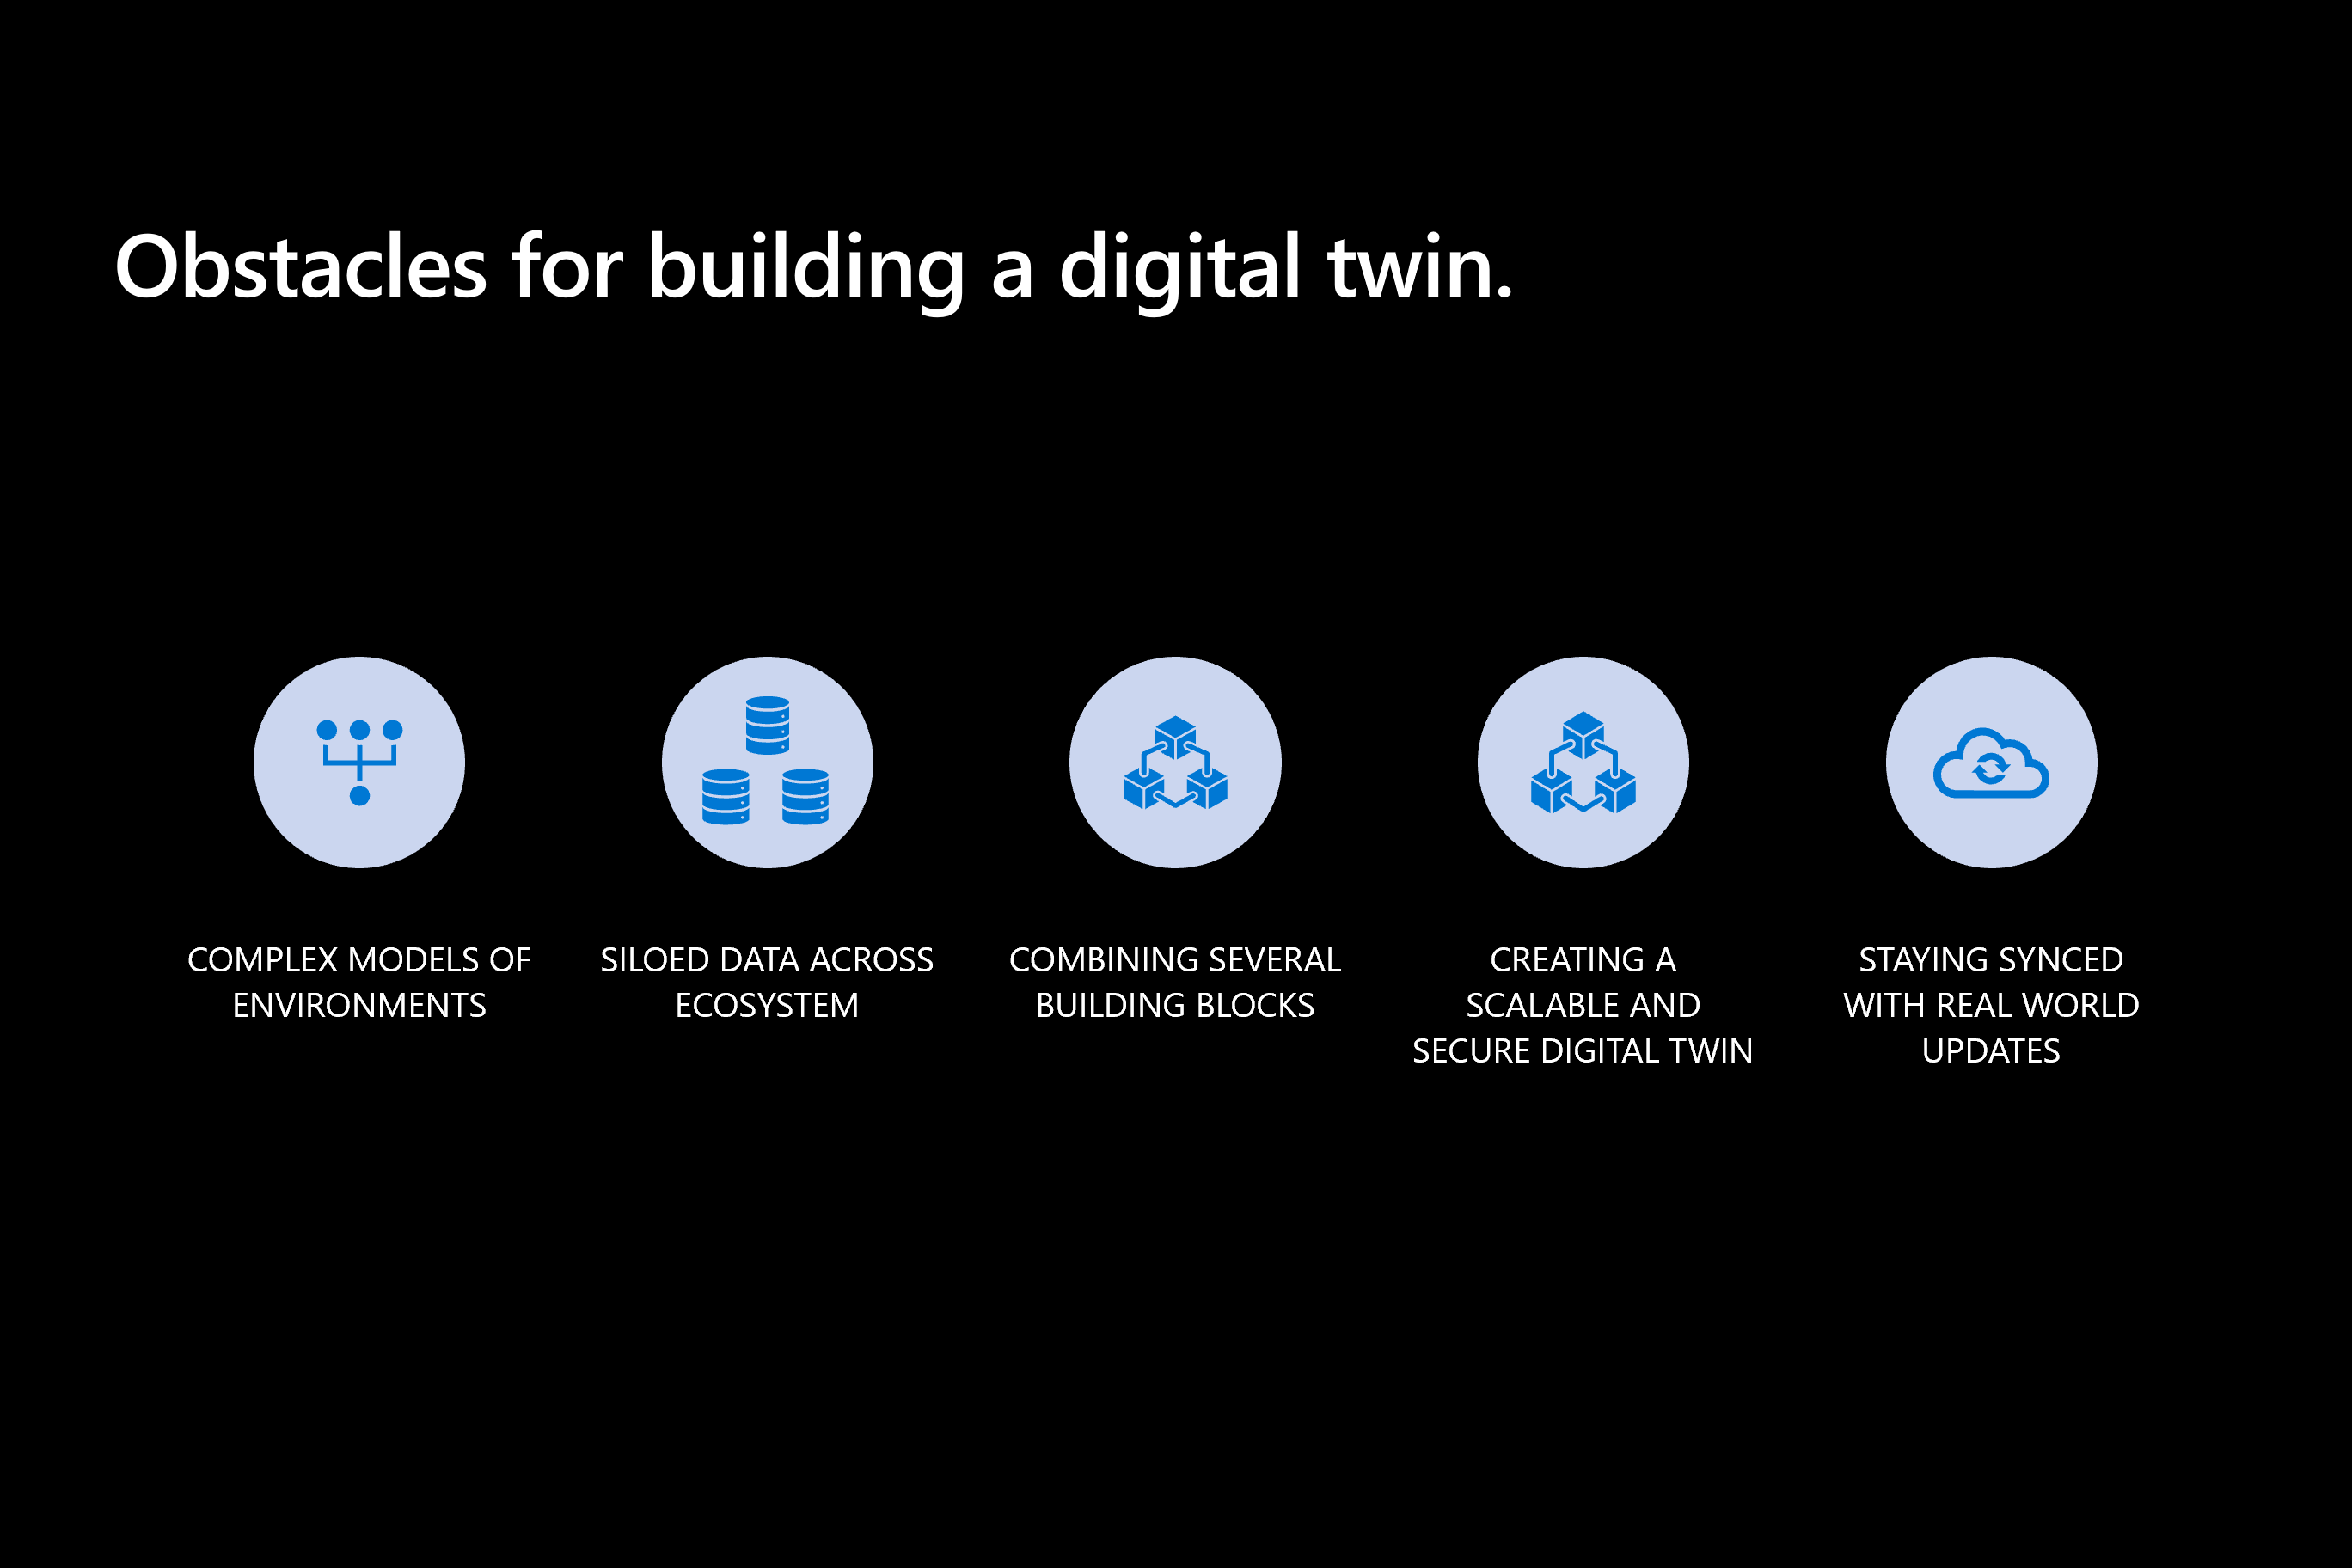 Obstacles for building a digital twin.
COMPLEX MODELS OF
ENVIRONMENTS
SILOED DATA ACROSS
ECOSYSTEM
COMBINING SEVERAL
BUILDING BLOCKS
CREATING A
SCALABLE AND
SECURE DIGITAL TWIN
STAYING SYNCED
WITH REAL WORLD
UPDATES